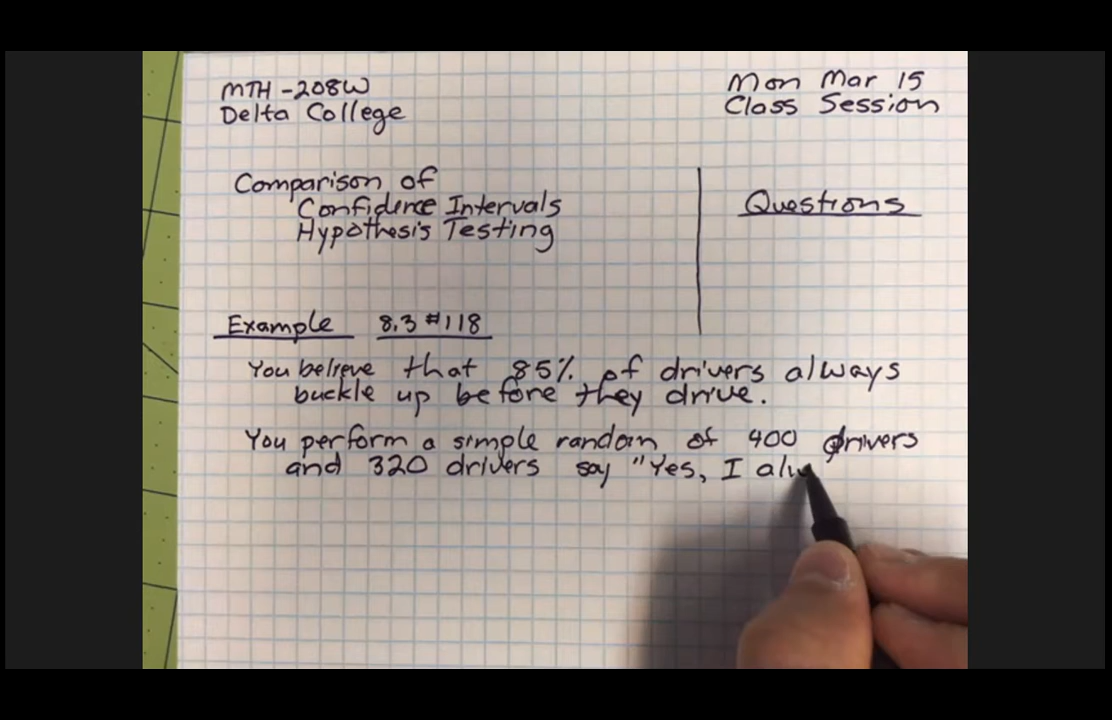 MTH-208W
Delta College
Mon Mar 15
Class Session
Comparison of
Confidence Intervals
Hypothesis Testing
Questions
Example 8.3 #118
You believe that 85% of drivers always
buckle up before they drive.
You perform a simple random of 400 drivers
and 320 drivers say "Yes, I alw